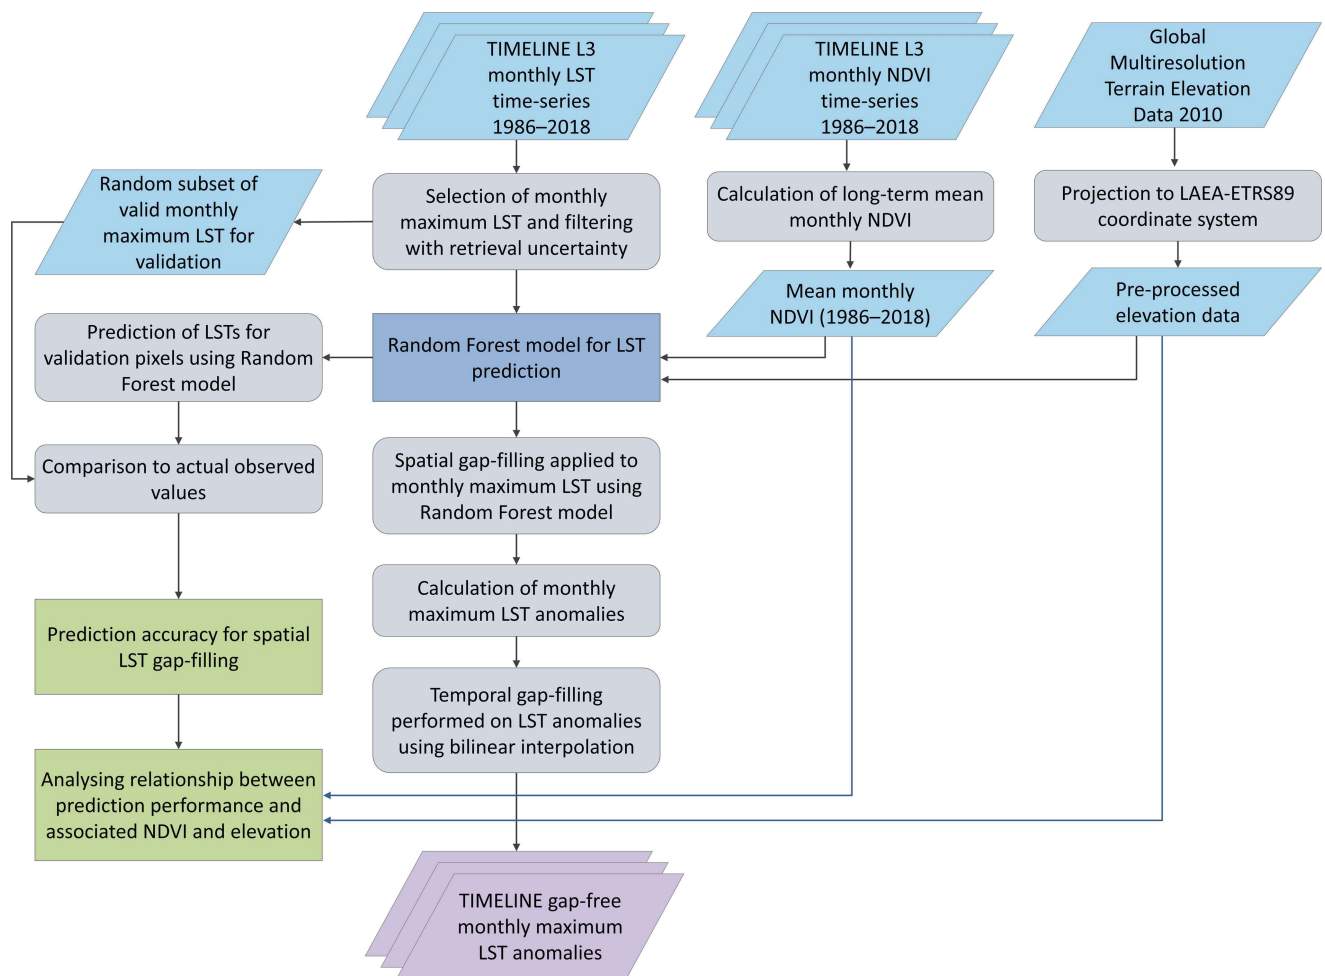 TIMELINE L3
monthly LST
time-series
1986–2018
TIMELINE L3
monthly NDVI
time-series
1986–2018
Global
Multiresolution
Terrain Elevation
Data 2010
Random subset of
valid monthly
maximum LST for
validation
Selection of monthly
maximum LST and filtering
with retrieval uncertainty
Calculation of long-term mean
monthly NDVI
Projection to LAEA-ETRS89
coordinate system
Mean monthly
NDVI (1986–2018)
Pre-processed
elevation data
Prediction of LSTs for
validation pixels using Random
Forest model
Random Forest model for LST
prediction
Comparison to actual observed
values
Spatial gap-filling applied to
monthly maximum LST using
Random Forest model
Calculation of monthly
maximum LST anomalies
Prediction accuracy for spatial
LST gap-filling
Temporal gap-filling
performed on LST anomalies
using bilinear interpolation
Analysing relationship between
prediction performance and
associated NDVI and elevation
TIMELINE gap-free
monthly maximum
LST anomalies